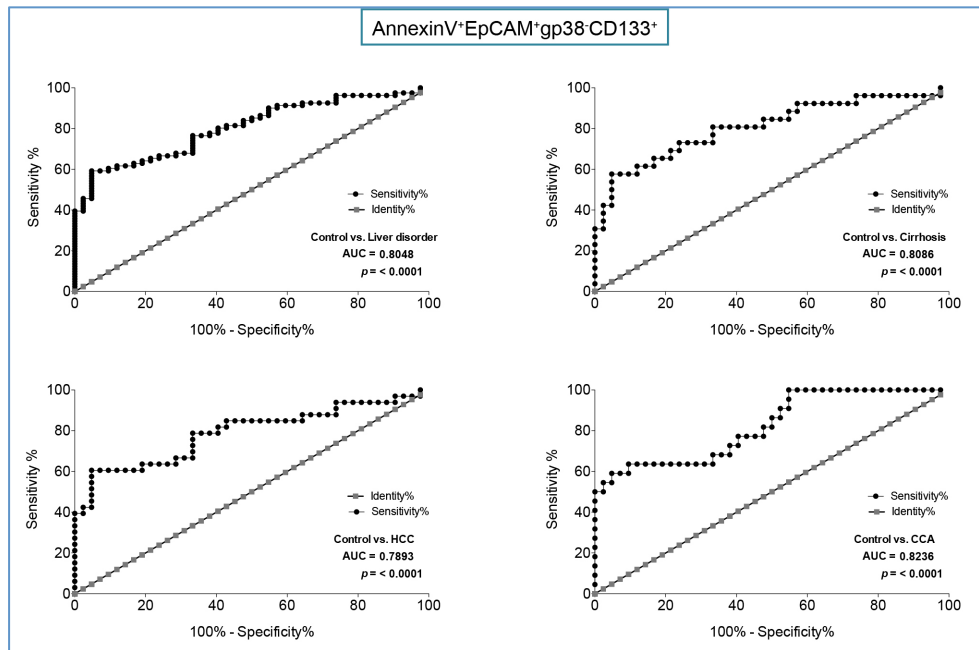 AnnexinV⁺EpCAM⁺gp38⁻CD133⁺
100
80
60
40
20
0
Sensitivity %
Sensitivity%
Identity%
Control vs. Liver disorder
AUC = 0.8048
p = < 0.0001
0 20 40 60 80 100
100% - Specificity%
100
80
60
40
20
0
Sensitivity %
Sensitivity%
Identity%
Control vs. Cirrhosis
AUC = 0.8086
p = < 0.0001
0 20 40 60 80 100
100% - Specificity%
100
80
60
40
20
0
Sensitivity %
Identity%
Sensitivity%
Control vs. HCC
AUC = 0.7893
p = < 0.0001
0 20 40 60 80 100
100% - Specificity%
100
80
60
40
20
0
Sensitivity %
Sensitivity%
Identity%
Control vs. CCA
AUC = 0.8236
p = < 0.0001
0 20 40 60 80 100
100% - Specificity%